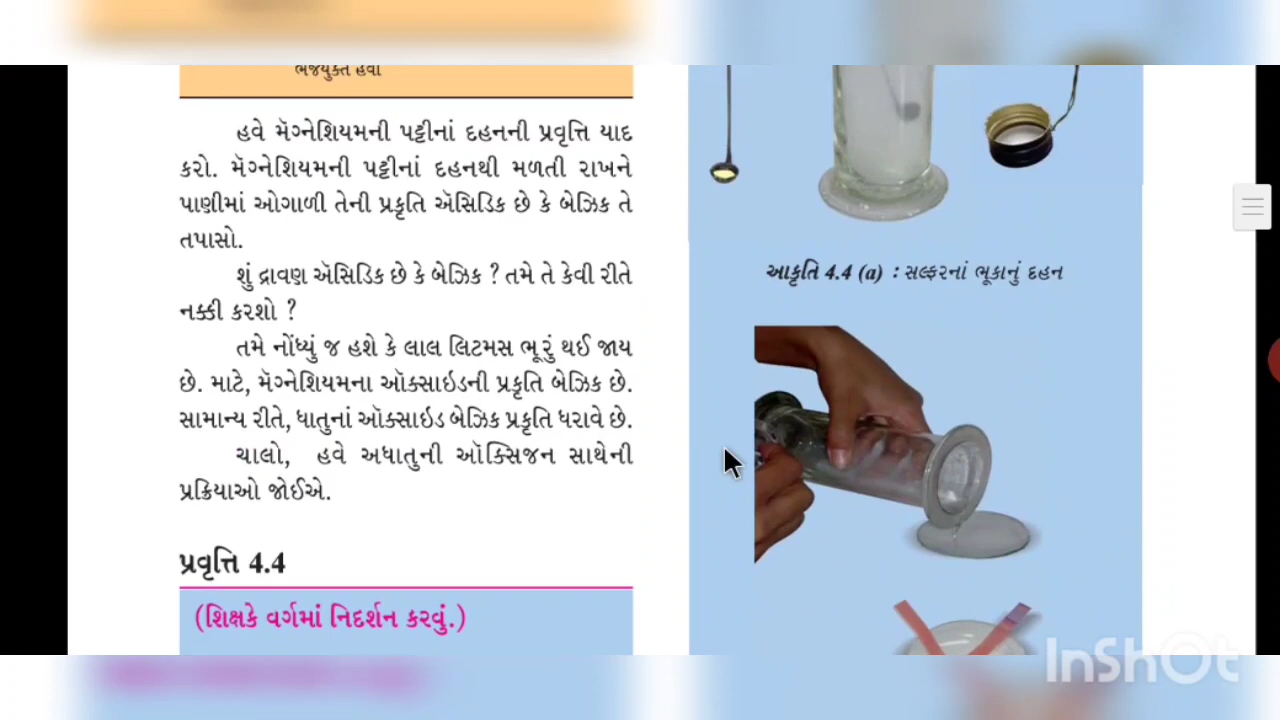 ભેજયુક્ત હવા
હવે મૅગ્નેશિયમની પટ્ટીનાં દહનની પ્રવૃત્તિ યાદ
કરો. મૅગ્નેશિયમની પટ્ટીનાં દહનથી મળતી રાખને
પાણીમાં ઓગાળી તેની પ્રકૃતિ ઍસિડિક છે કે બેઝિક તે
તપાસો.
શું દ્રાવણ ઍસિડિક છે કે બેઝિક ? તમે તે કેવી રીતે
નક્કી કરશો ?
તમે નોંધ્યું જ હશે કે લાલ લિટમસ ભૂરું થઈ જાય
છે. માટે, મૅગ્નેશિયમના ઑક્સાઇડની પ્રકૃતિ બેઝિક છે.
સામાન્ય રીતે, ધાતુનાં ઑક્સાઇડ બેઝિક પ્રકૃતિ ધરાવે છે.
ચાલો, હવે અધાતુની ઑક્સિજન સાથેની
પ્રક્રિયાઓ જોઈએ.
પ્રવૃત્તિ 4.4
(શિક્ષકે વર્ગમાં નિદર્શન કરવું.)
આકૃતિ 4.4 (a) : સલ્ફરનાં ભૂકાનું દહન
InShOt